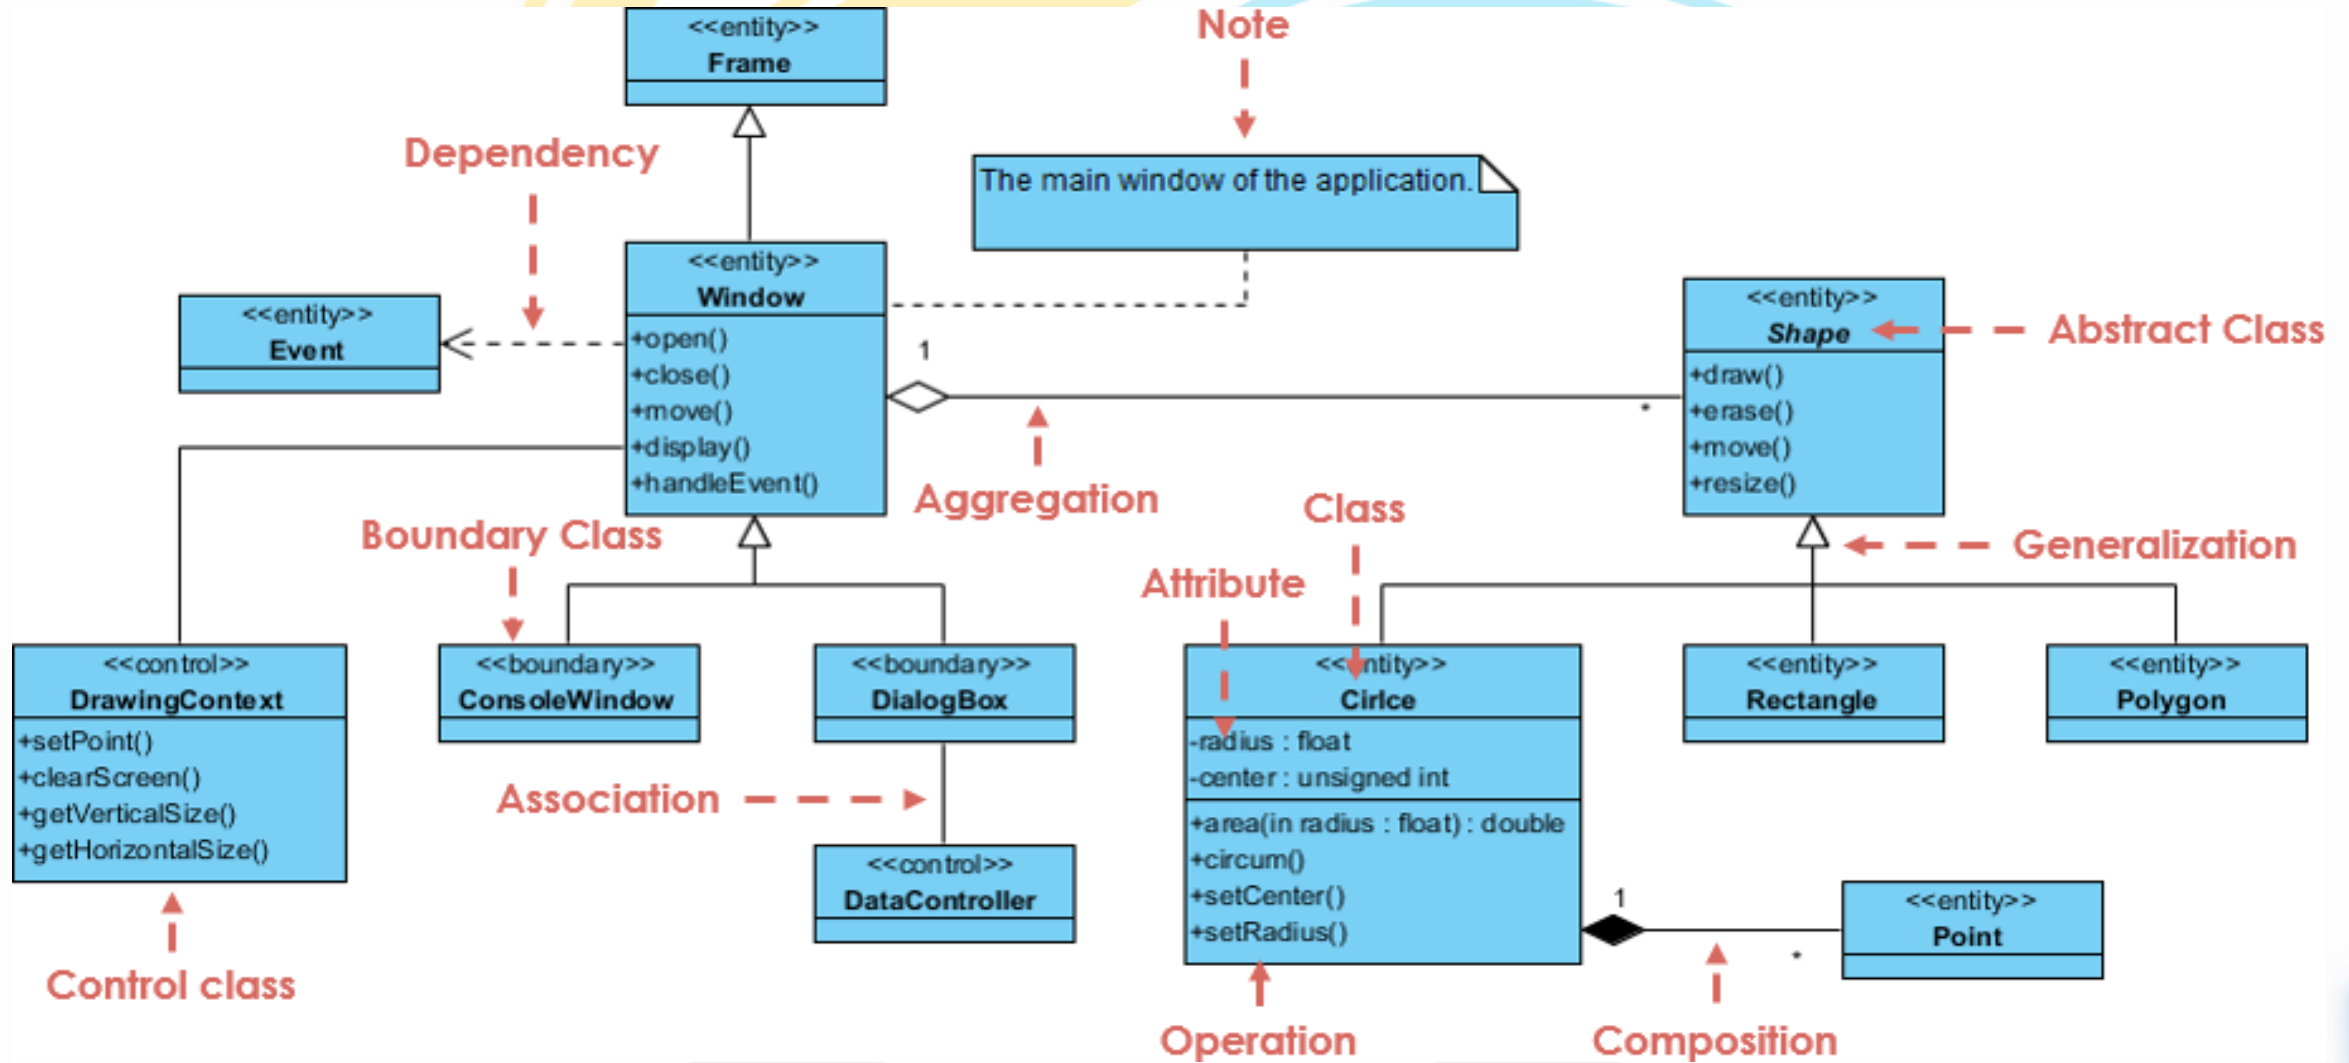 <<entity>>
Frame
Note
Dependency
The main window of the application.
<<entity>>
Window
+open()
+close()
+move()
+display()
+handleEvent()
<<entity>>
Event
1
*
Aggregation
<<entity>>
Shape
+draw()
+erase()
+move()
+resize()
Abstract Class
Boundary Class
Class
Attribute
Generalization
<<control>>
DrawingContext
+setPoint()
+clearScreen()
+getVerticalSize()
+getHorizontalSize()
Control class
<<boundary>>
ConsoleWindow
<<boundary>>
DialogBox
Association
<<control>>
DataController
<<entity>>
Cirlce
-radius : float
-center : unsigned int
+area(in radius : float) : double
+circum()
+setCenter()
+setRadius()
Operation
<<entity>>
Rectangle
<<entity>>
Polygon
1
*
Composition
<<entity>>
Point